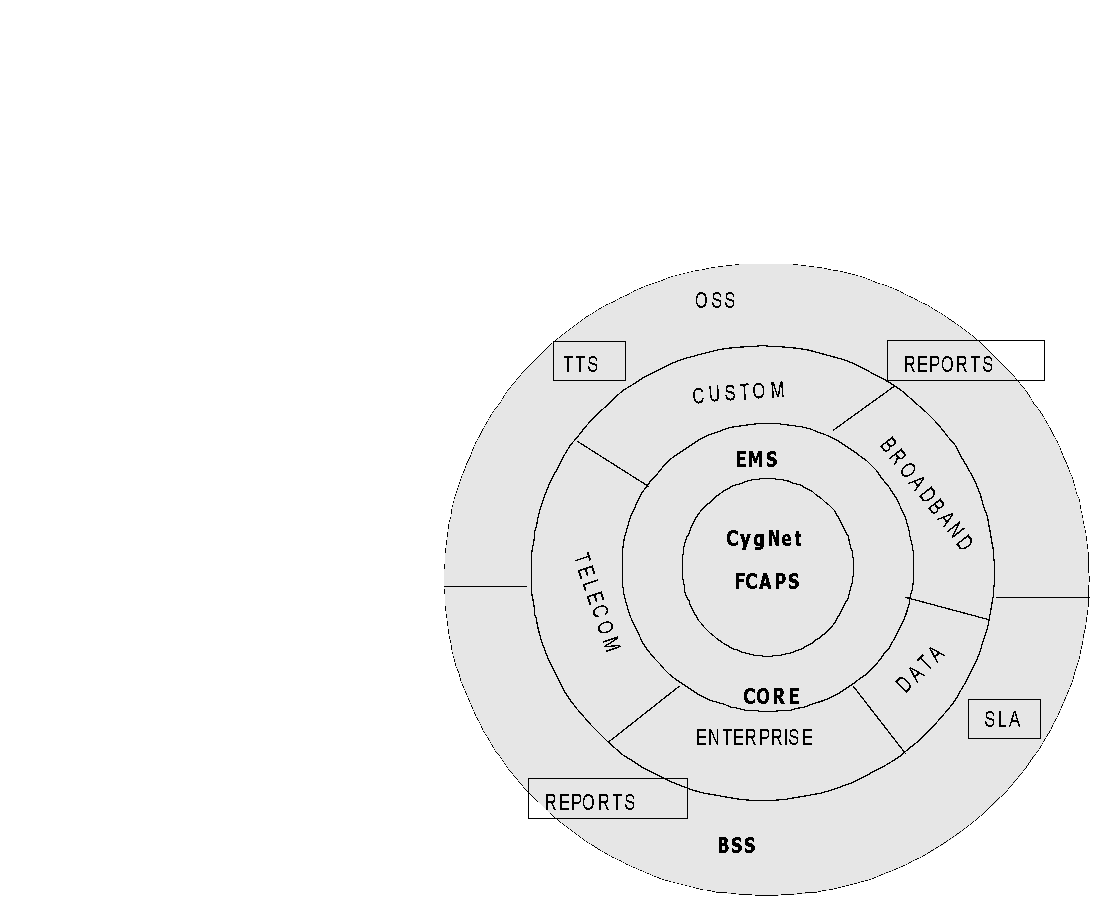 OSS
TTS
REPORTS
CUSTOM
BROADBAND
EMS
CygNet
FCAPS
TELECOM
DATA
CORE
SLA
ENTERPRISE
REPORTS
BSS